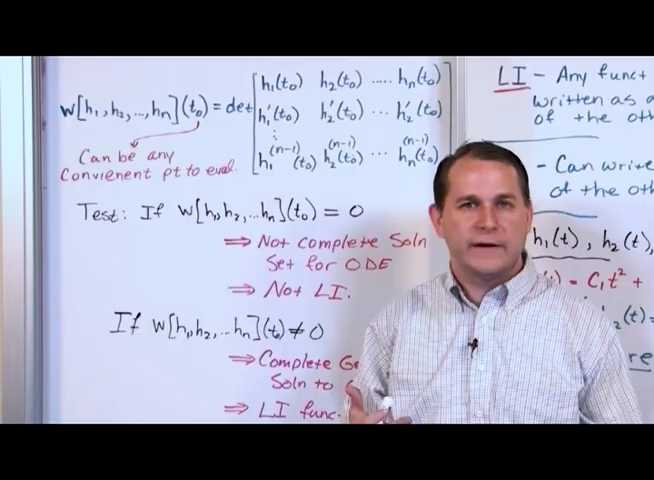 W[h₁,h₂,...,hₙ](t₀) = det
h₁(t₀) h₂(t₀) ..... hₙ(t₀)
h₁'(t₀) h₂'(t₀) ... h₂'(t₀)
⋮
h₁⁽ⁿ⁻¹⁾(t₀) h₂⁽ⁿ⁻¹⁾(t₀) ... hₙ⁽ⁿ⁻¹⁾(t₀)
Can be any
convienent pt to eval.
Test: If W[h₁,h₂,...hₙ](t₀) = 0
⇒ Not complete Soln
Set for ODE
⇒ Not LI.
If W[h₁,h₂,...hₙ](t₀) ≠ 0
⇒ Complete Ge
Soln to
⇒ LI func.
LI - Any funct
written as a
of the oth
- Can write
of the oth
h₁(t), h₂(t),
= C₁t² +
₂(t) =
re